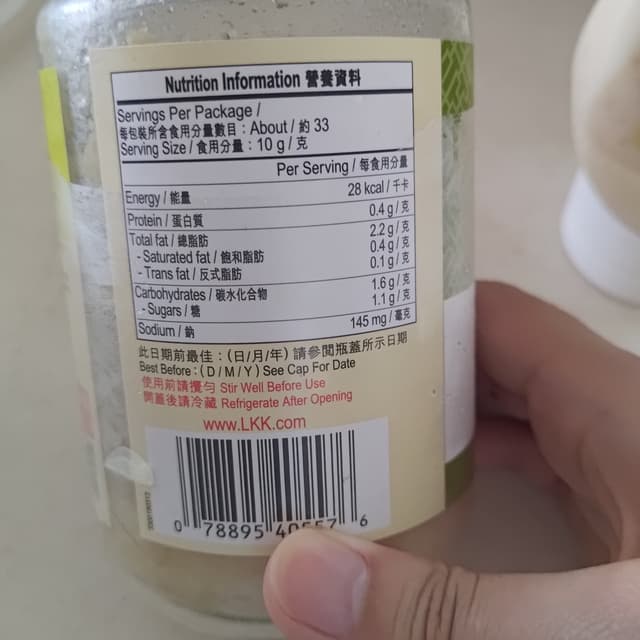 Nutrition Information 營養資料
Servings Per Package /
每包裝所含食用分量數目：About / 約 33
Serving Size / 食用分量：10 g / 克
Per Serving / 每食用分量
Energy / 能量 28 kcal / 千卡
Protein / 蛋白質 0.4 g / 克
Total fat / 總脂肪 2.2 g / 克
- Saturated fat / 飽和脂肪 0.4 g / 克
- Trans fat / 反式脂肪 0.1 g / 克
Carbohydrates / 碳水化合物 1.6 g / 克
- Sugars / 糖 1.1 g / 克
Sodium / 鈉 145 mg / 毫克
此日期前最佳：(日/月/年) 請參閱瓶蓋所示日期
Best Before : ( D / M / Y ) See Cap For Date
使用前請攪勻 Stir Well Before Use
開蓋後請冷藏 Refrigerate After Opening
www.LKK.com
0 78895 40557 6